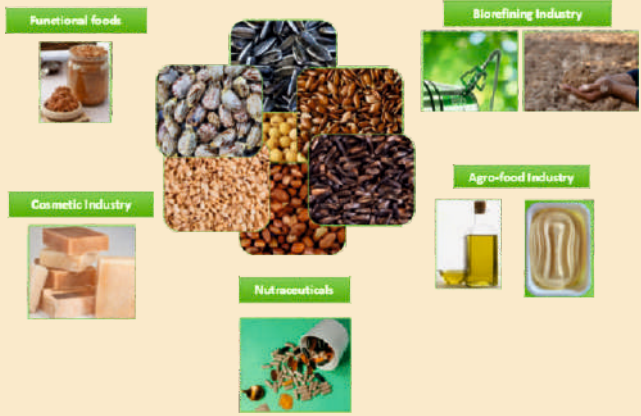 Functional foods
Biorefining Industry
Agro-food Industry
Cosmetic Industry
Nutraceuticals